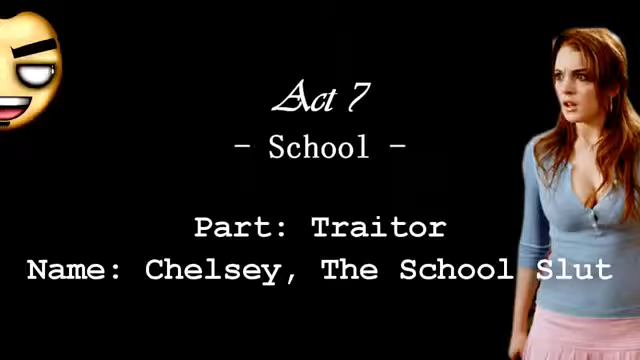 Act 7
- School -
Part: Traitor
Name: Chelsey, The School Slut